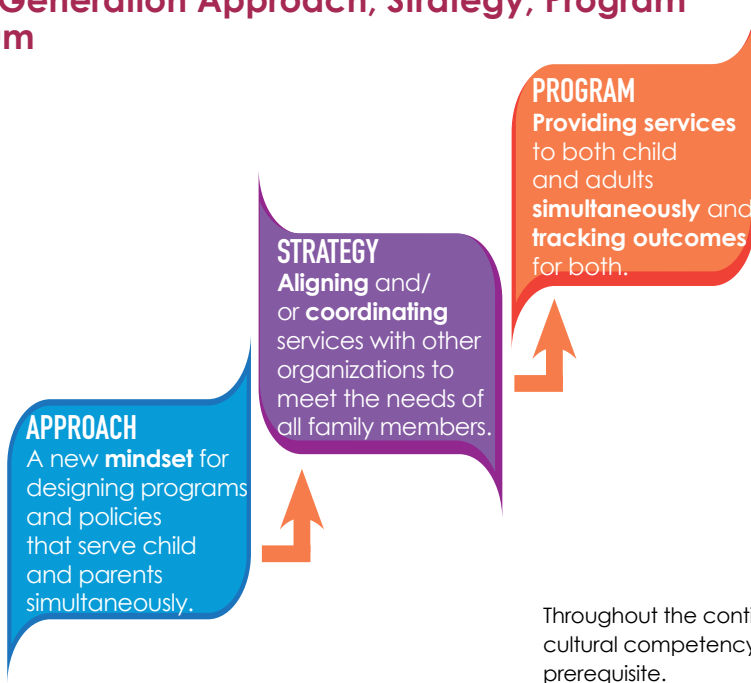 Generation Approach, Strategy, Program
PROGRAM
Providing services
to both child
and adults
simultaneously and
tracking outcomes
for both.
STRATEGY
Aligning and/
or coordinating
services with other
organizations to
meet the needs of
all family members.
APPROACH
A new mindset for
designing programs
and policies
that serve child
and parents
simultaneously.
Throughout the
cultural competency
prerequisite.